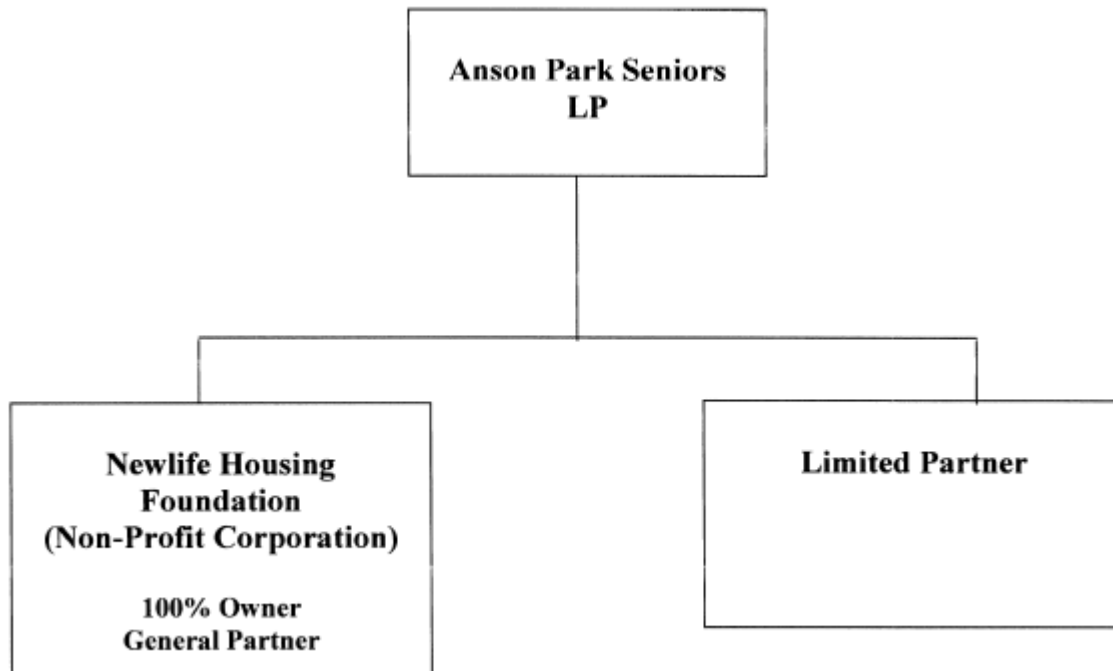 Anson Park Seniors
LP
Newlife Housing
Foundation
(Non-Profit Corporation)
100% Owner
General Partner
Limited Partner